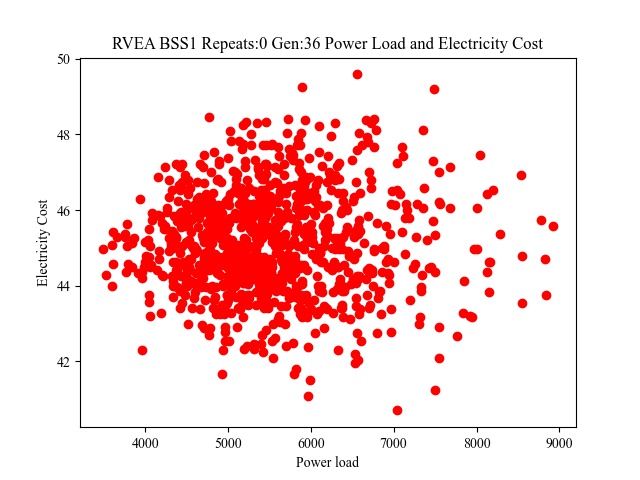 RVEA BSS1 Repeats:0 Gen:36 Power Load and Electricity Cost
50
48
46
44
42
Electricity Cost
4000 5000 6000 7000 8000 9000
Power load